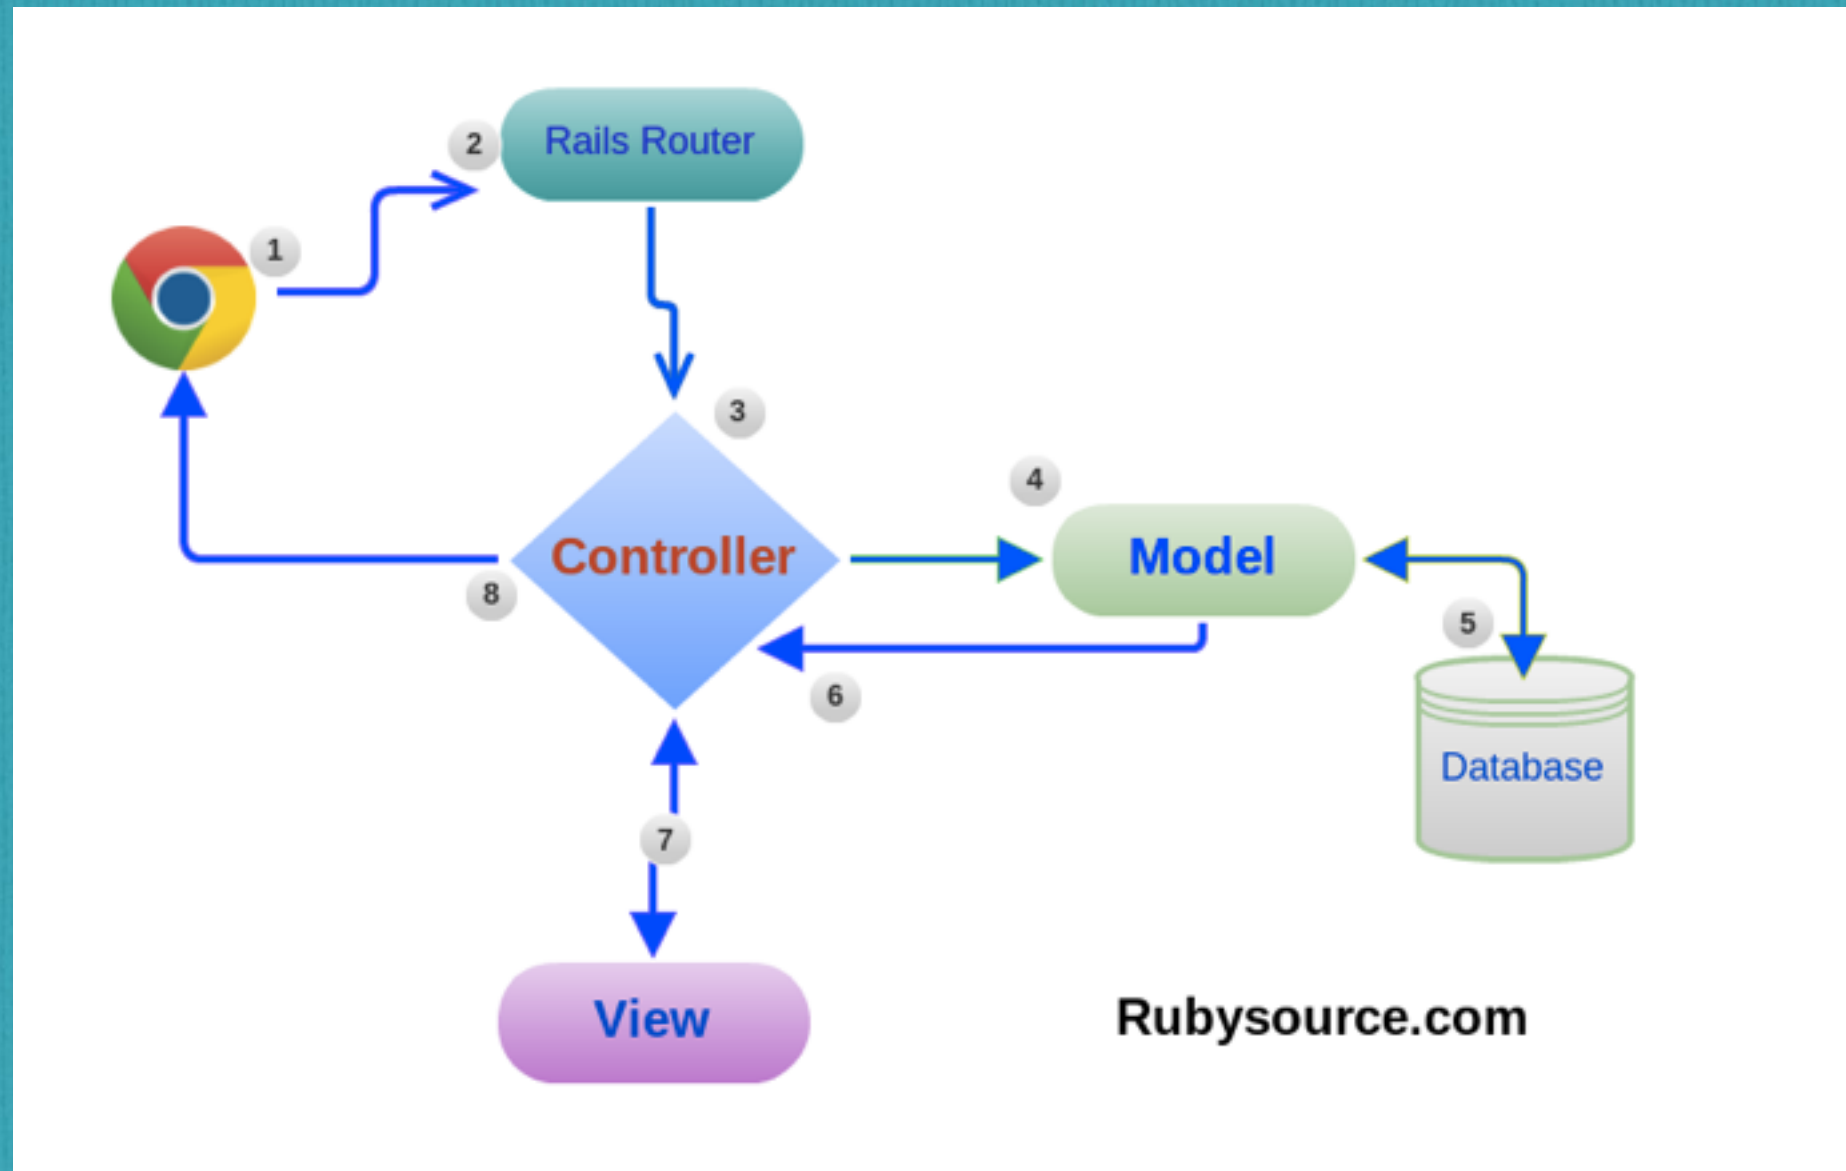 2
Rails Router
1
3
4
Controller
Model
8
5
6
Database
7
View
Rubysource.com